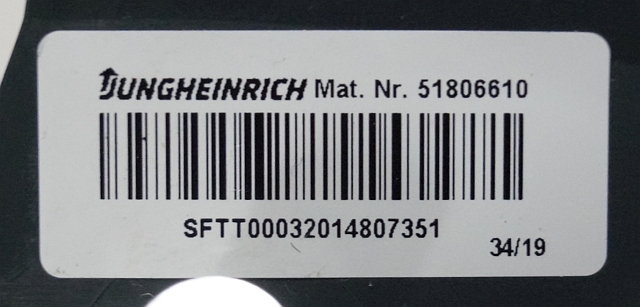 JUNGHEINRICH Mat. Nr. 51806610
SFTT00032014807351
34/19